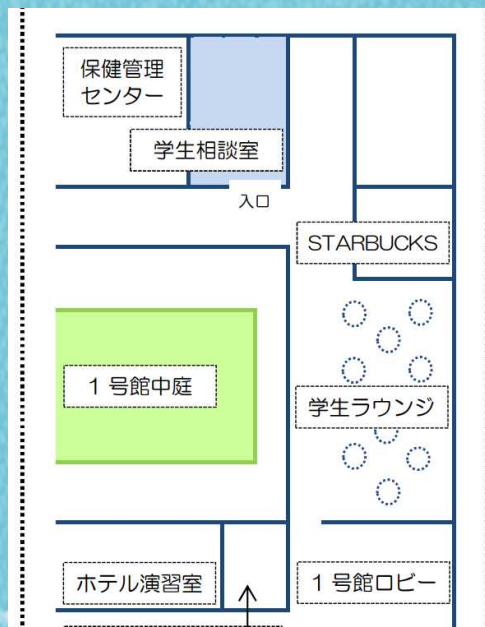 保健管理
センター
学生相談室
入口
STARBUCKS
1号館中庭
学生ラウンジ
ホテル演習室
1号館ロビー